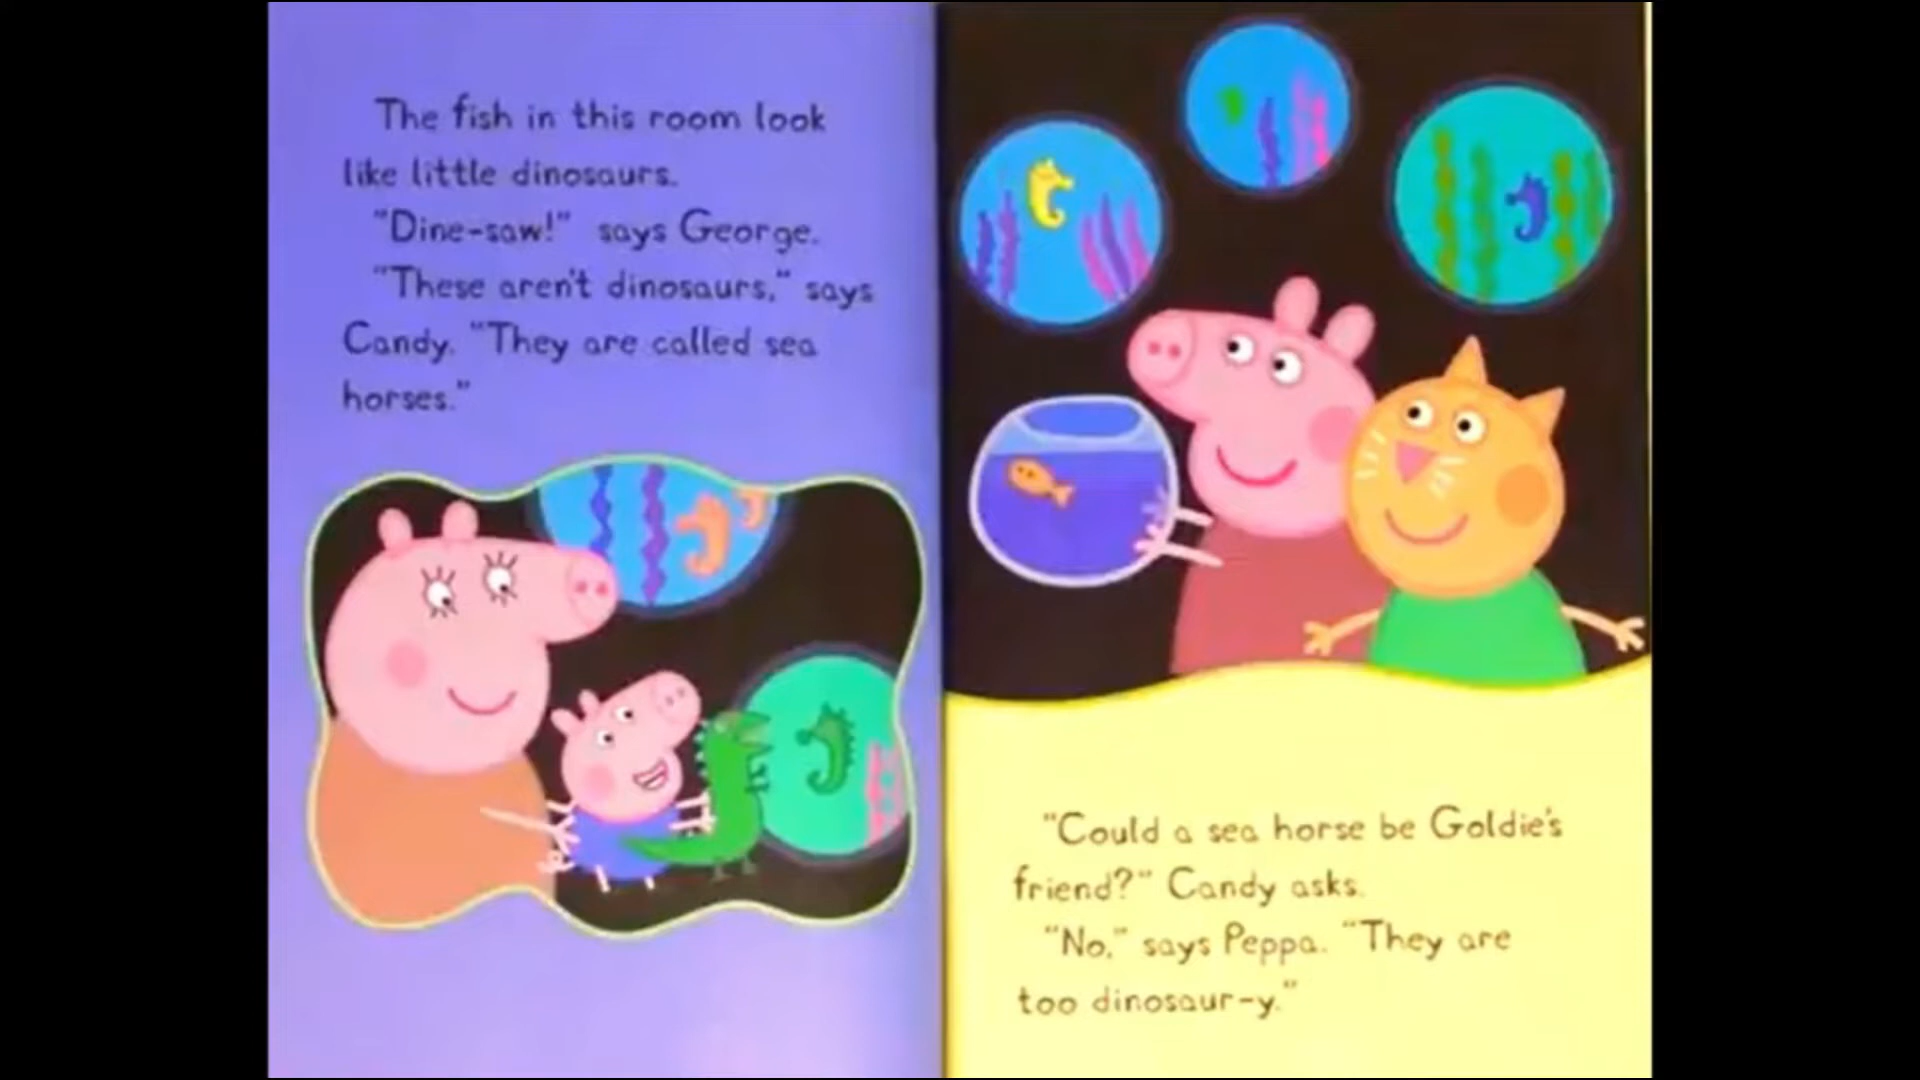 The fish in this room look
like little dinosaurs.
"Dine-saw!" says George.
"These aren't dinosaurs," says
Candy. "They are called sea
horses."
"Could a sea horse be Goldie's
friend?" Candy asks.
"No," says Peppa. "They are
too dinosaur-y."